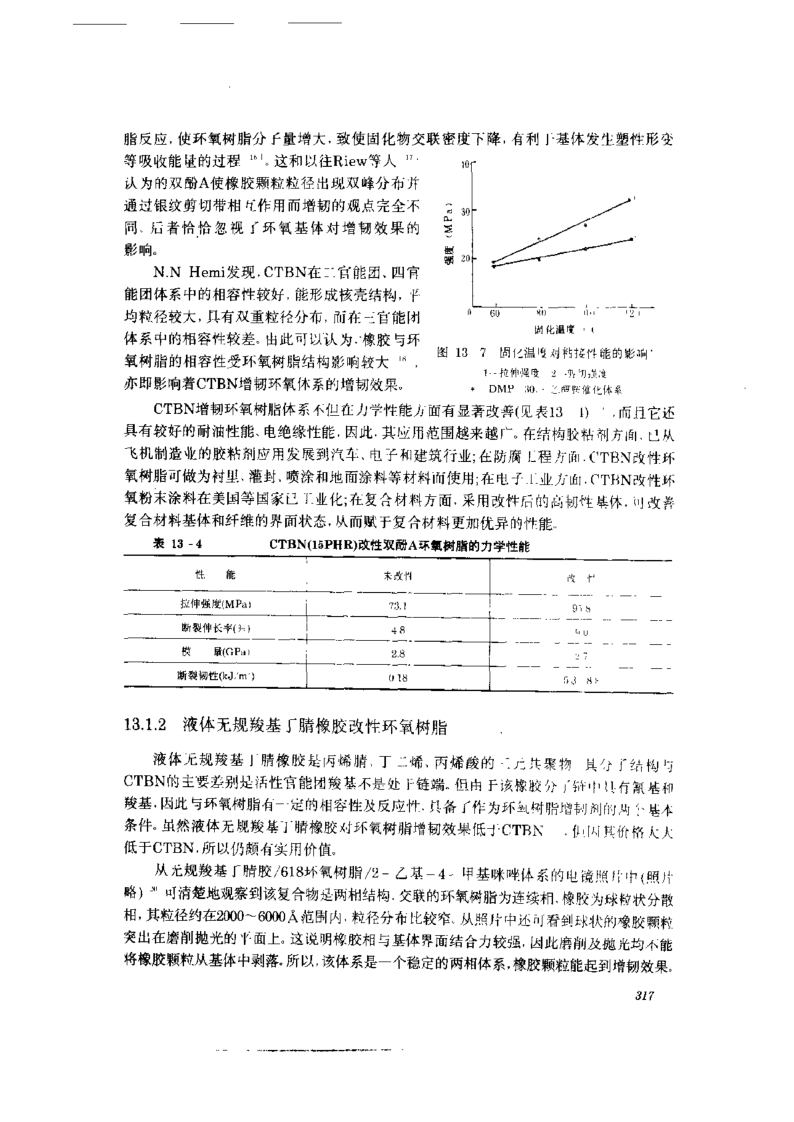 脂反应,使环氧树脂分子量增大,致使固化物交联密度下降,有利于基体发生塑性形变
等吸收能量的过程。这和以往Riew等人
认为的双酚A使橡胶颗粒粒径出现双峰分布并
通过银纹剪切带相互作用而增韧的观点完全不
同。后者恰恰忽视了环氧基体对增韧效果的
影响。
N.N Hemi发现,CTBN在二官能团、四官
能团体系中的相容性较好,能形成核壳结构,平
均粒径较大,具有双重粒径分布,而在三官能团
体系中的相容性较差。由此可以认为:橡胶与环
氧树脂的相容性受环氧树脂结构影响较大
亦即影响着CTBN增韧环氧体系的增韧效果。
强度(MPa)
30
20
0 60
固化温度
图 13 7 固化温度对粘接性能的影响
1--拉伸强度 2
DMP 30
CTBN增韧环氧树脂体系不但在力学性能方面有显著改善(见表13 而且它还
具有较好的耐油性能、电绝缘性能,因此,其应用范围越来越广。在结构胶粘剂方面,已从
飞机制造业的胶粘剂应用发展到汽车、电子和建筑行业;在防腐工程方面,CTBN改性环
氧树脂可做为衬里、灌封、喷涂和地面涂料等材料而使用;在电子工业方面,CTBN改性环
氧粉末涂料在美国等国家已工业化;在复合材料方面,采用改性后的高韧性基体,可改善
复合材料基体和纤维的界面状态,从而赋于复合材料更加优异的性能。
表 13-4 CTBN(15PHR)改性双酚A环氧树脂的力学性能
性 能 未改性 改 性
拉伸强度(MPa) 73.1
断裂伸长率(%) 4.8
模 量(GPa) 2.8
断裂韧性(kJ/m²) 0.18
13.1.2 液体无规羧基丁腈橡胶改性环氧树脂
液体无规羧基丁腈橡胶是丙烯腈、丁二烯、丙烯酸的三元共聚物 其分子结构与
CTBN的主要差别是活性官能团羧基不是处于链端。但由于该橡胶分子链中具有氰基和
羧基,因此与环氧树脂有一定的相容性及反应性,具备了作为环氧树脂增韧剂的两个基本
条件。虽然液体无规羧基丁腈橡胶对环氧树脂增韧效果低于CTBN,但因其价格大大
低于CTBN,所以仍颇有实用价值。
从无规羧基丁腈胶/618环氧树脂/2-乙基-4-甲基咪唑体系的电镜照片中(照片
略) 可清楚地观察到该复合物是两相结构,交联的环氧树脂为连续相,橡胶为球粒状分散
相,其粒径约在2000~6000Å范围内,粒径分布比较窄。从照片中还可看到球状的橡胶颗粒
突出在磨削抛光的平面上。这说明橡胶相与基体界面结合力较强,因此磨削及抛光均不能
将橡胶颗粒从基体中剥落。所以,该体系是一个稳定的两相体系,橡胶颗粒能起到增韧效果。
317